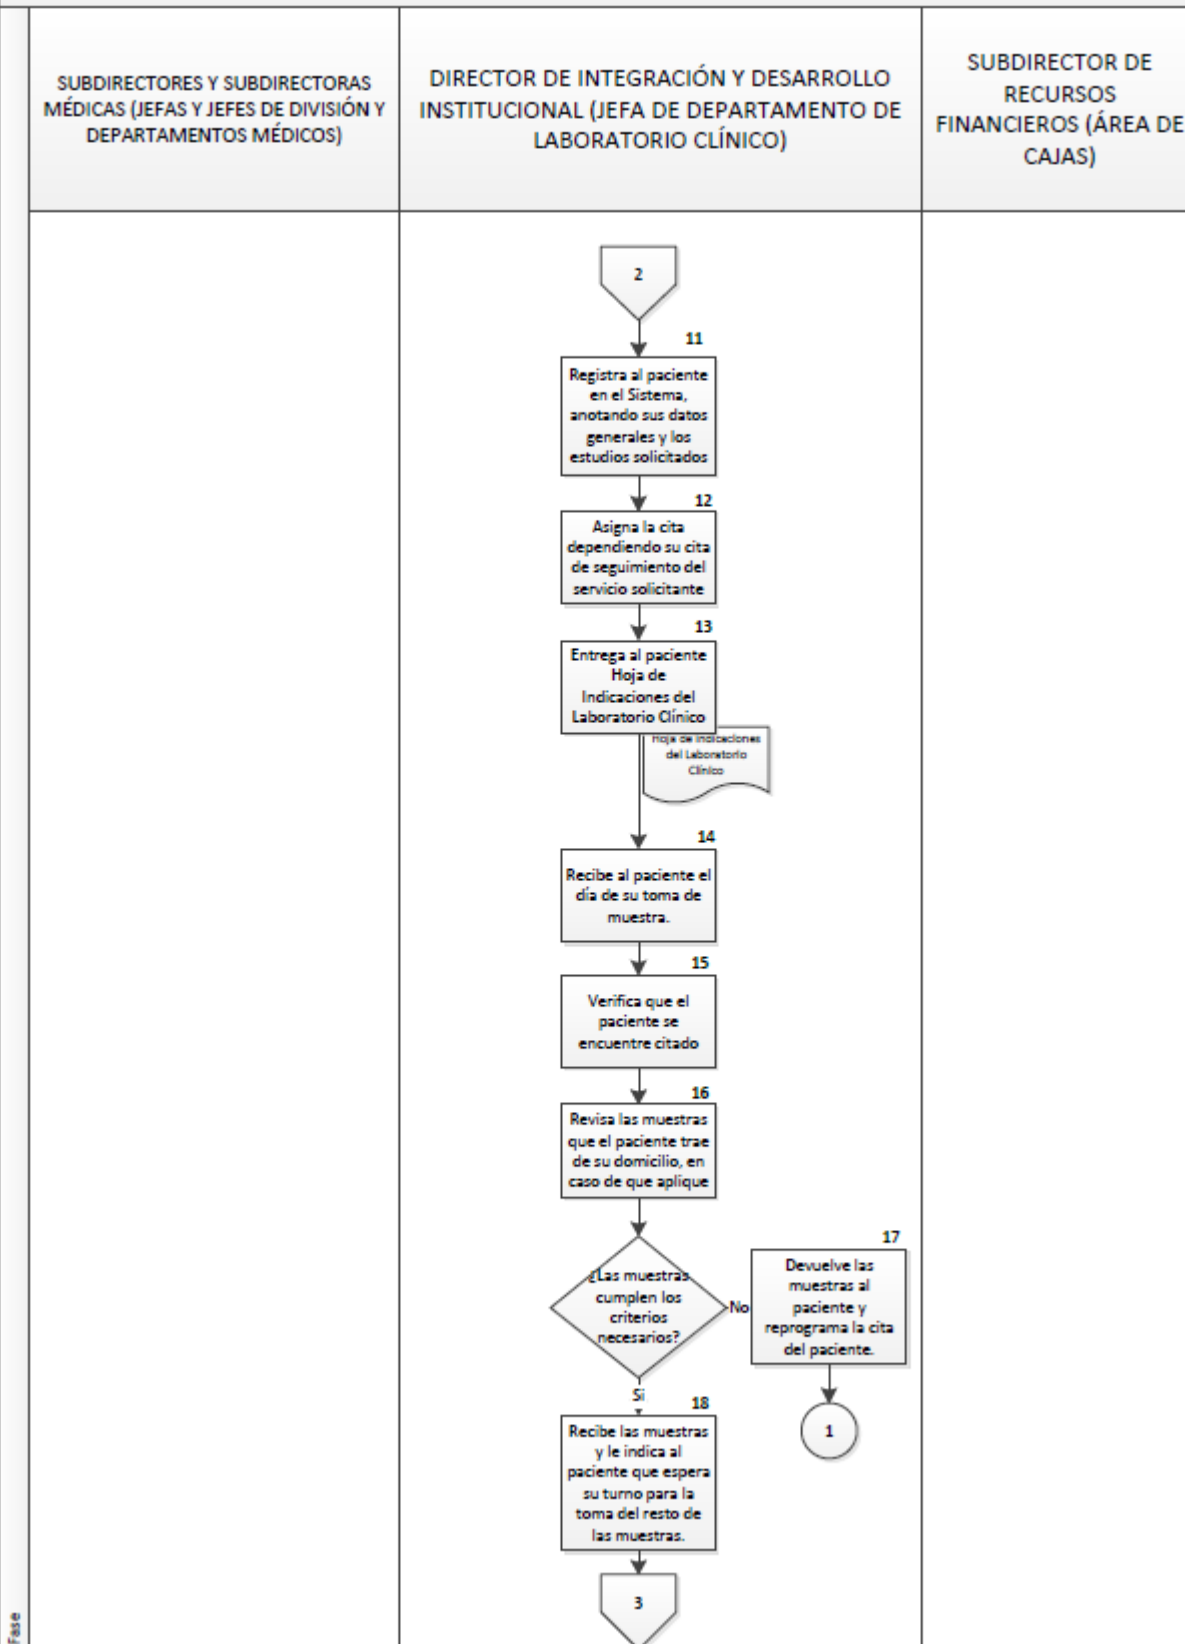 SUBDIRECTORES Y SUBDIRECTORAS
MÉDICAS (JEFAS Y JEFES DE DIVISIÓN Y
DEPARTAMENTOS MÉDICOS)
DIRECTOR DE INTEGRACIÓN Y DESARROLLO
INSTITUCIONAL (JEFA DE DEPARTAMENTO DE
LABORATORIO CLÍNICO)
SUBDIRECTOR DE
RECURSOS
FINANCIEROS (ÁREA DE
CAJAS)
2
11
Registra al paciente
en el Sistema,
anotando sus datos
generales y los
estudios solicitados
12
Asigna la cita
dependiendo su cita
de seguimiento del
servicio solicitante
13
Entrega al paciente
Hoja de
Indicaciones del
Laboratorio Clínico
Hoja de Indicaciones
del Laboratorio
Clínico
14
Recibe al paciente el
día de su toma de
muestra.
15
Verifica que el
paciente se
encuentre citado
16
Revisa las muestras
que el paciente trae
de su domicilio, en
caso de que aplique
¿Las muestras
cumplen los
criterios
necesarios?
No
17
Devuelve las
muestras al
paciente y
reprograma la cita
del paciente.
1
Si
18
Recibe las muestras
y le indica al
paciente que espera
su turno para la
toma del resto de
las muestras.
3
Fase